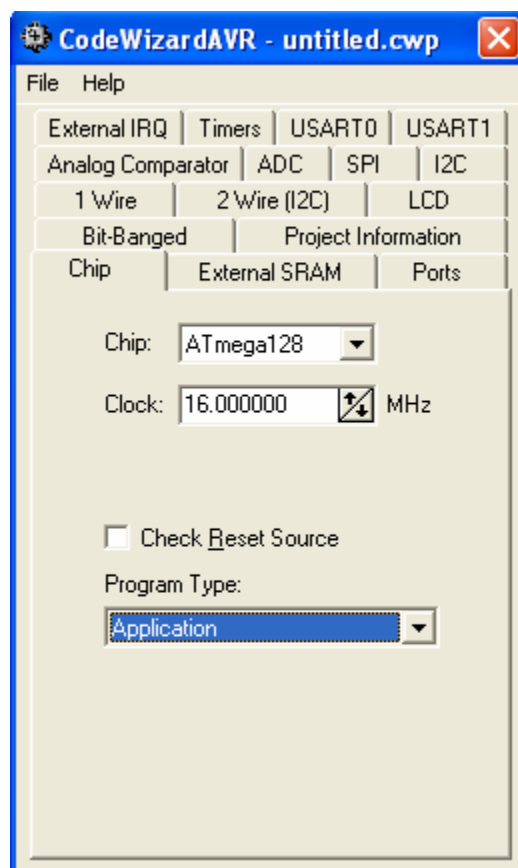 CodeWizardAVR - untitled.cwp
File Help
External IRQ Timers USART0 USART1
Analog Comparator ADC SPI I2C
1 Wire 2 Wire (I2C) LCD
Bit-Banged Project Information
Chip External SRAM Ports
Chip: ATmega128
Clock: 16.000000 MHz
Check Reset Source
Program Type:
Application